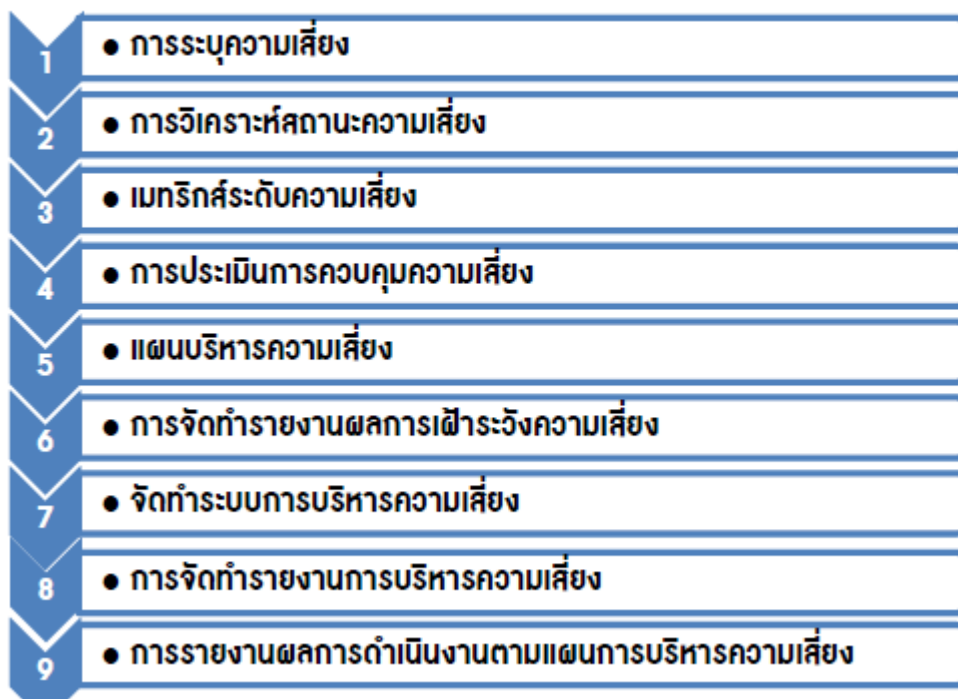 1 ● การระบุความเสี่ยง
2 ● การวิเคราะห์สถานะความเสี่ยง
3 ● เมทริกส์ระดับความเสี่ยง
4 ● การประเมินการควบคุมความเสี่ยง
5 ● แผนบริหารความเสี่ยง
6 ● การจัดทำรายงานผลการเฝ้าระวังความเสี่ยง
7 ● จัดทำระบบการบริหารความเสี่ยง
8 ● การจัดทำรายงานการบริหารความเสี่ยง
9 ● การรายงานผลการดำเนินงานตามแผนการบริหารความเสี่ยง